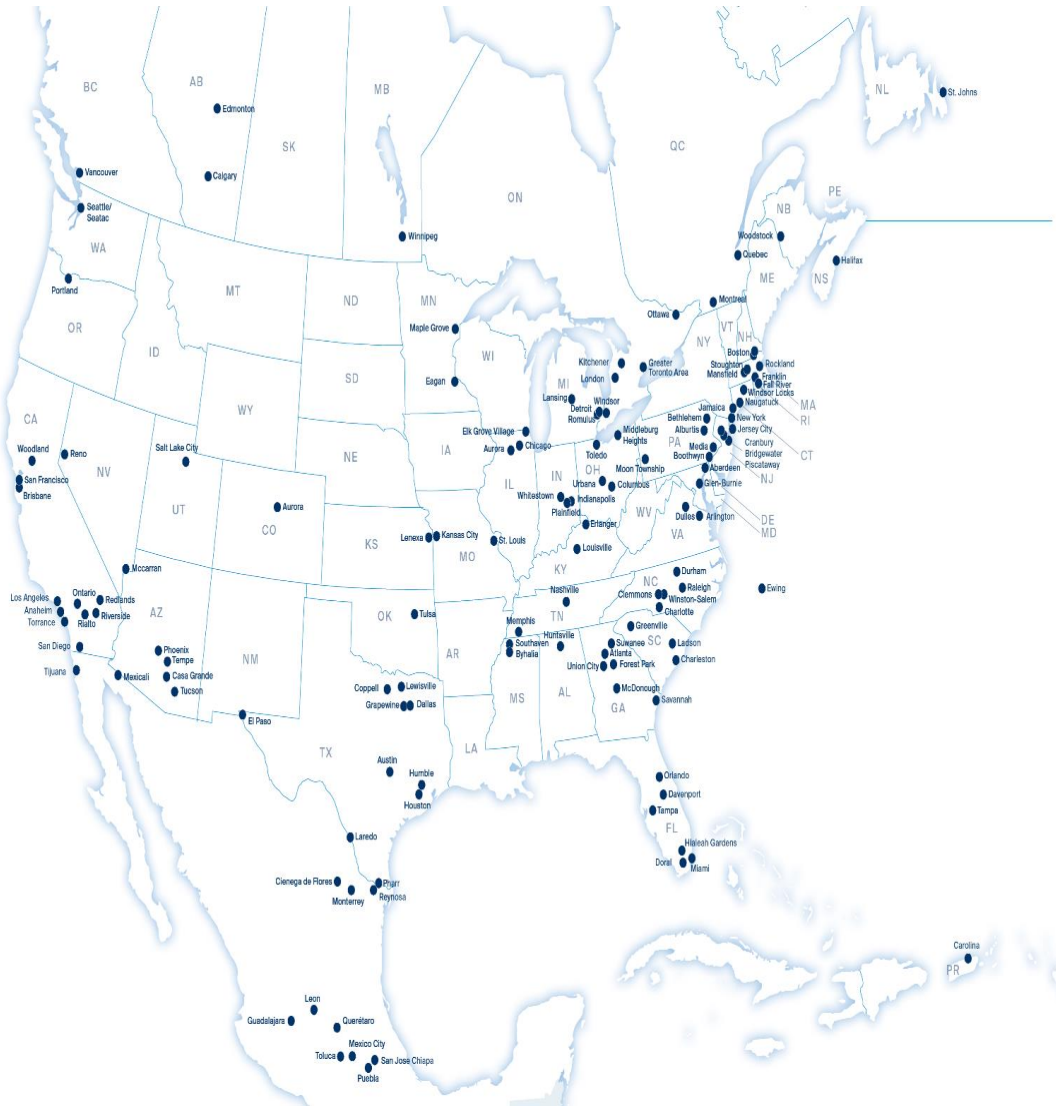 BC
AB
MB
NL
St. Johns
Edmonton
SK
QC
Vancouver
Calgary
ON
PE
NB
Seattle/
Seatac
WA
Winnipeg
Woodstock
Quebec
Halifax
ME
NS
Portland
MT
ND
MN
Montreal
Ottawa
OR
Maple Grove
VT
NH
NY
Boston
WI
ID
Kitchener
Greater
Toronto Area
Stoughton
Rockland
Mansfield
Franklin
SD
Eagan
London
MI
Fall River
Windsor Locks
Lansing
Windsor
Naugatuck
MA
WY
Detroit
Romulus
Jamaica
RI
CA
Bethlehem
New York
Elk Grove Village
Middleburg
Heights
Alburtis
Jersey City
Woodland
Reno
Salt Lake City
IA
Aurora
Chicago
Toledo
PA
Cranbury
Media
Bridgewater
CT
NV
NE
Moon Township
Boothwyn
Piscataway
San Francisco
Brisbane
IL
IN
OH
Aberdeen
NJ
Urbana
Columbus
Glen-Burnie
UT
Aurora
Whitestown
Indianapolis
Plainfield
WV
Dulles
Arlington
DE
MD
CO
KS
Lenexa
Kansas City
St. Louis
Erlanger
VA
MO
Louisville
Mccarran
KY
Durham
NC
Raleigh
Ewing
Los Angeles
Ontario
Redlands
Nashville
Clemmons
Winston-Salem
Anaheim
Riverside
AZ
OK
Tulsa
TN
Charlotte
Torrance
Rialto
Memphis
Greenville
San Diego
Phoenix
Southaven
Huntsville
Suwanee
SC
Ladson
Tempe
NM
AR
Byhalia
Atlanta
Charleston
Tijuana
Mexicali
Casa Grande
Union City
Forest Park
Tucson
Coppell
Lewisville
MS
AL
McDonough
Grapewine
Dallas
GA
Savannah
El Paso
TX
LA
Austin
Humble
Orlando
Houston
Davenport
Tampa
FL
Laredo
Hialeah Gardens
Doral
Miami
Cienega de Flores
Pharr
Monterrey
Reynosa
Carolina
PR
Leon
Guadalajara
Querétaro
Mexico City
Toluca
San Jose Chiapa
Puebla